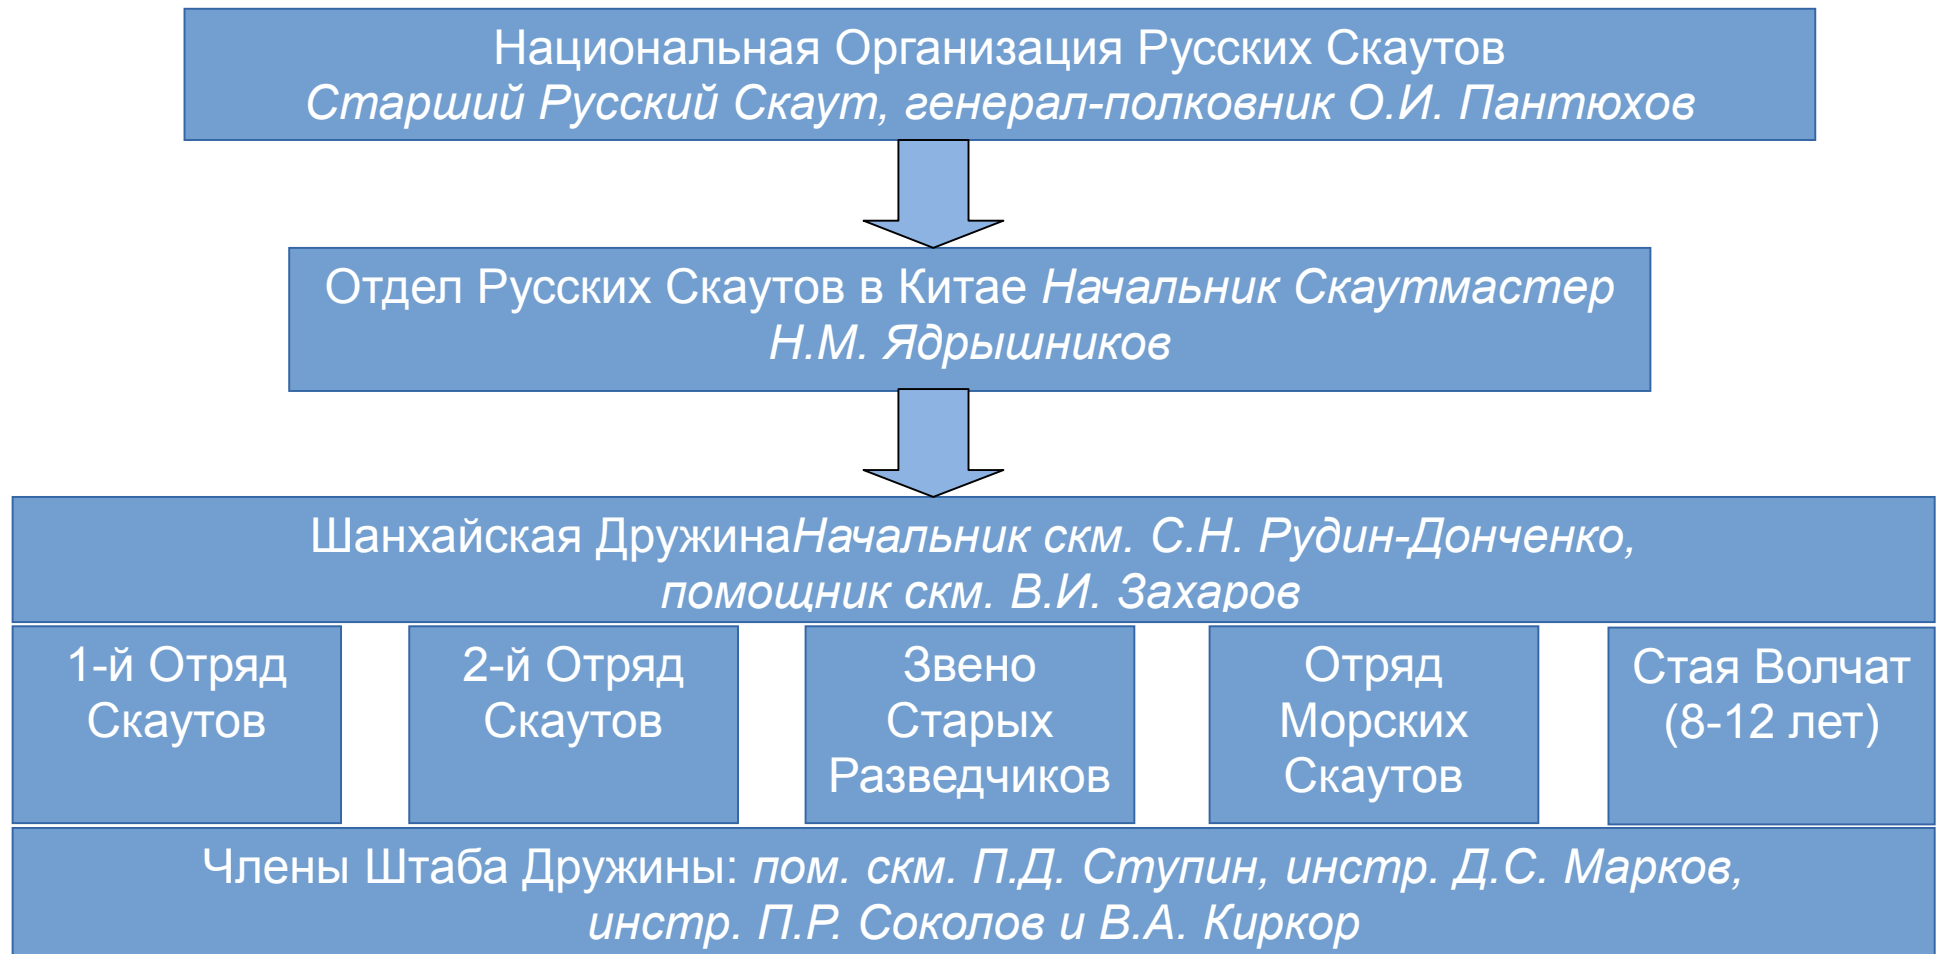 Национальная Организация Русских Скаутов
Старший Русский Скаут, генерал-полковник О.И. Пантюхов
Отдел Русских Скаутов в Китае Начальник Скаутмастер
Н.М. Ядрышников
Шанхайская ДружинаНачальник скм. С.Н. Рудин-Донченко,
помощник скм. В.И. Захаров
1-й Отряд
Скаутов
2-й Отряд
Скаутов
Звено
Старых
Разведчиков
Отряд
Морских
Скаутов
Стая Волчат
(8-12 лет)
Члены Штаба Дружины: пом. скм. П.Д. Ступин, инстр. Д.С. Марков,
инстр. П.Р. Соколов и В.А. Киркор